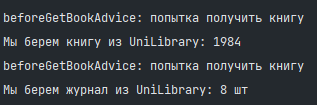 beforeGetBookAdvice: попытка получить книгу
Мы берем книгу из UniLibrary: 1984
beforeGetBookAdvice: попытка получить книгу
Мы берем журнал из UniLibrary: 8 шт